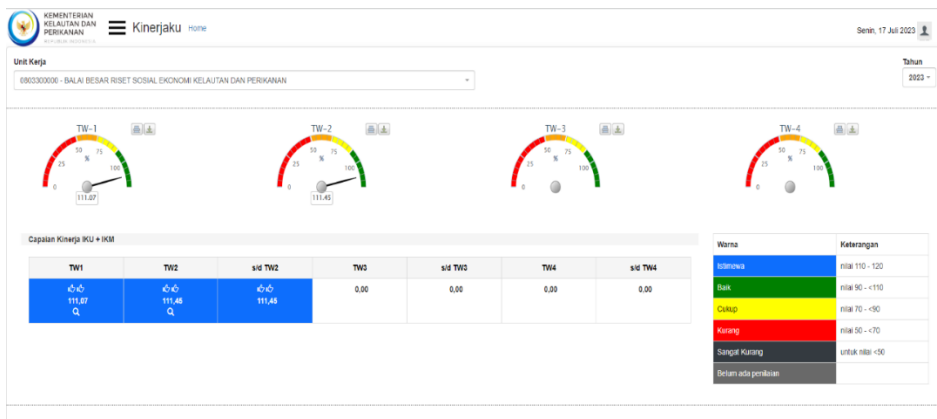 KEMENTERIAN
KELAUTAN DAN
PERIKANAN
REPUBLIK INDONESIA
Kinerjaku Home
Senin, 17 Juli 2023
Unit Kerja
Tahun
0803300000 - BALAI BESAR RISET SOSIAL EKONOMI KELAUTAN DAN PERIKANAN
2023
TW-1
0 25 50 75 100
%
111.07
TW-2
0 25 50 75 100
%
111.45
TW-3
0 25 50 75 100
%
TW-4
0 25 50 75 100
%
Capaian Kinerja IKU + IKM
TW1 TW2 s/d TW2 TW3 s/d TW3 TW4 s/d TW4
111,07 111,45 111,45 0,00 0,00 0,00 0,00
Warna Keterangan
Istimewa nilai 110 - 120
Baik nilai 90 - <110
Cukup nilai 70 - <90
Kurang nilai 50 - <70
Sangat Kurang untuk nilai <50
Belum ada penilaian